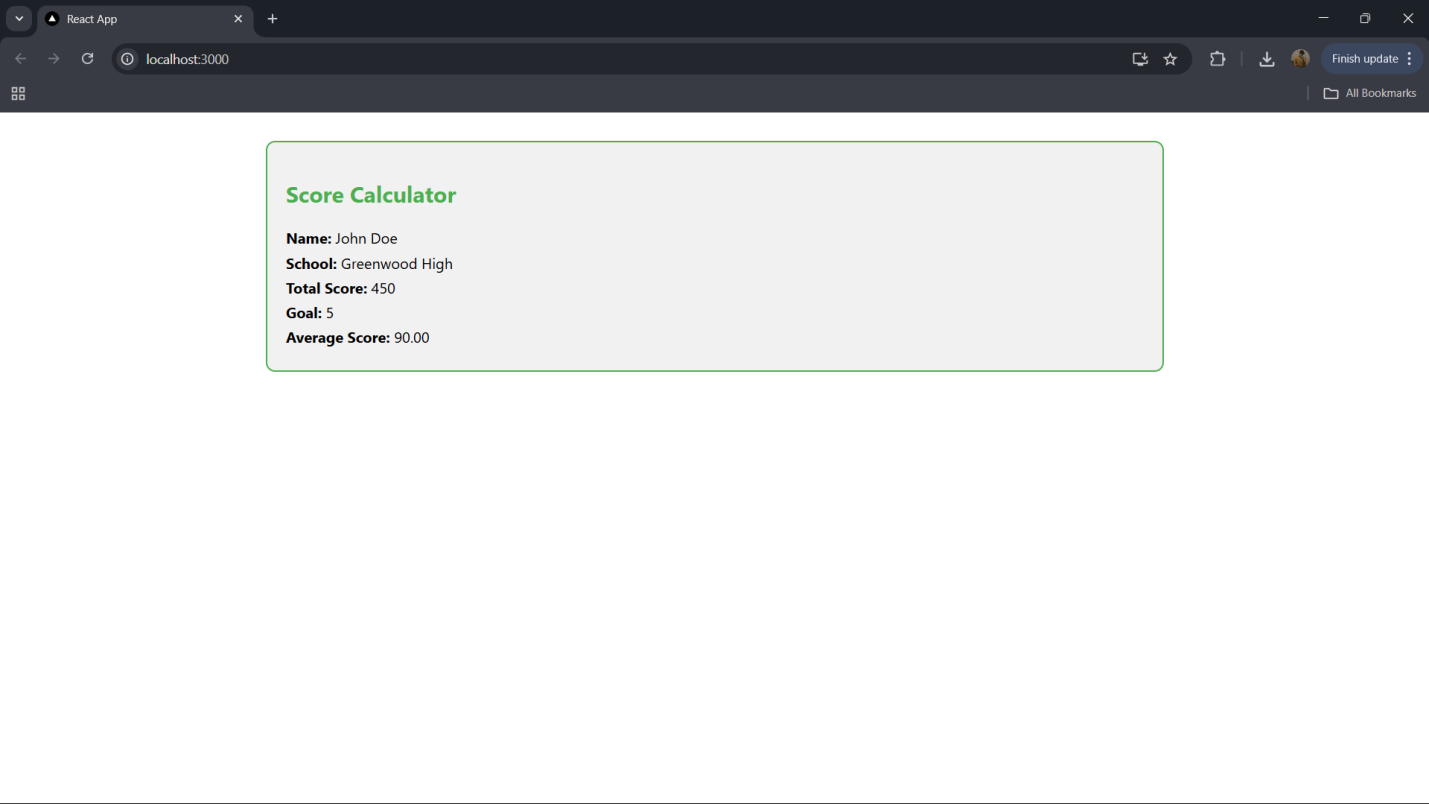 React App
localhost:3000
Finish update
All Bookmarks
Score Calculator
Name: John Doe
School: Greenwood High
Total Score: 450
Goal: 5
Average Score: 90.00